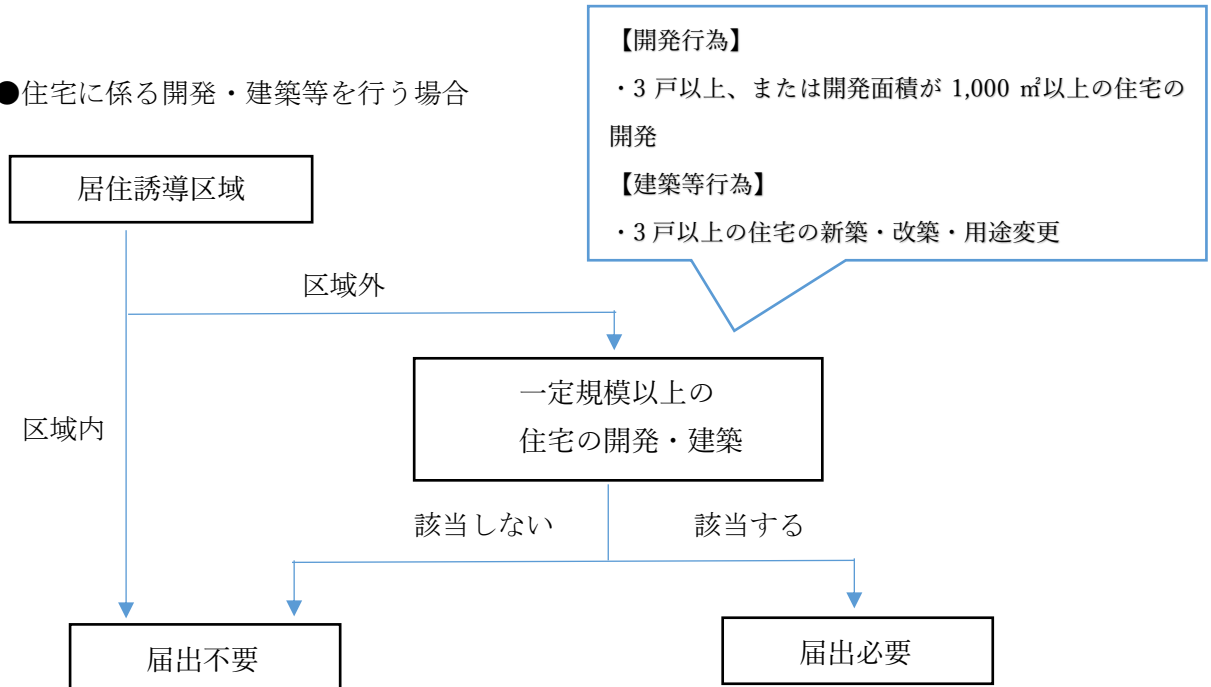 ●住宅に係る開発・建築等を行う場合
【開発行為】
・3 戸以上、または開発面積が 1,000 ㎡以上の住宅の
開発
【建築等行為】
・3 戸以上の住宅の新築・改築・用途変更
居住誘導区域
区域外
区域内
一定規模以上の
住宅の開発・建築
該当しない
該当する
届出不要
届出必要